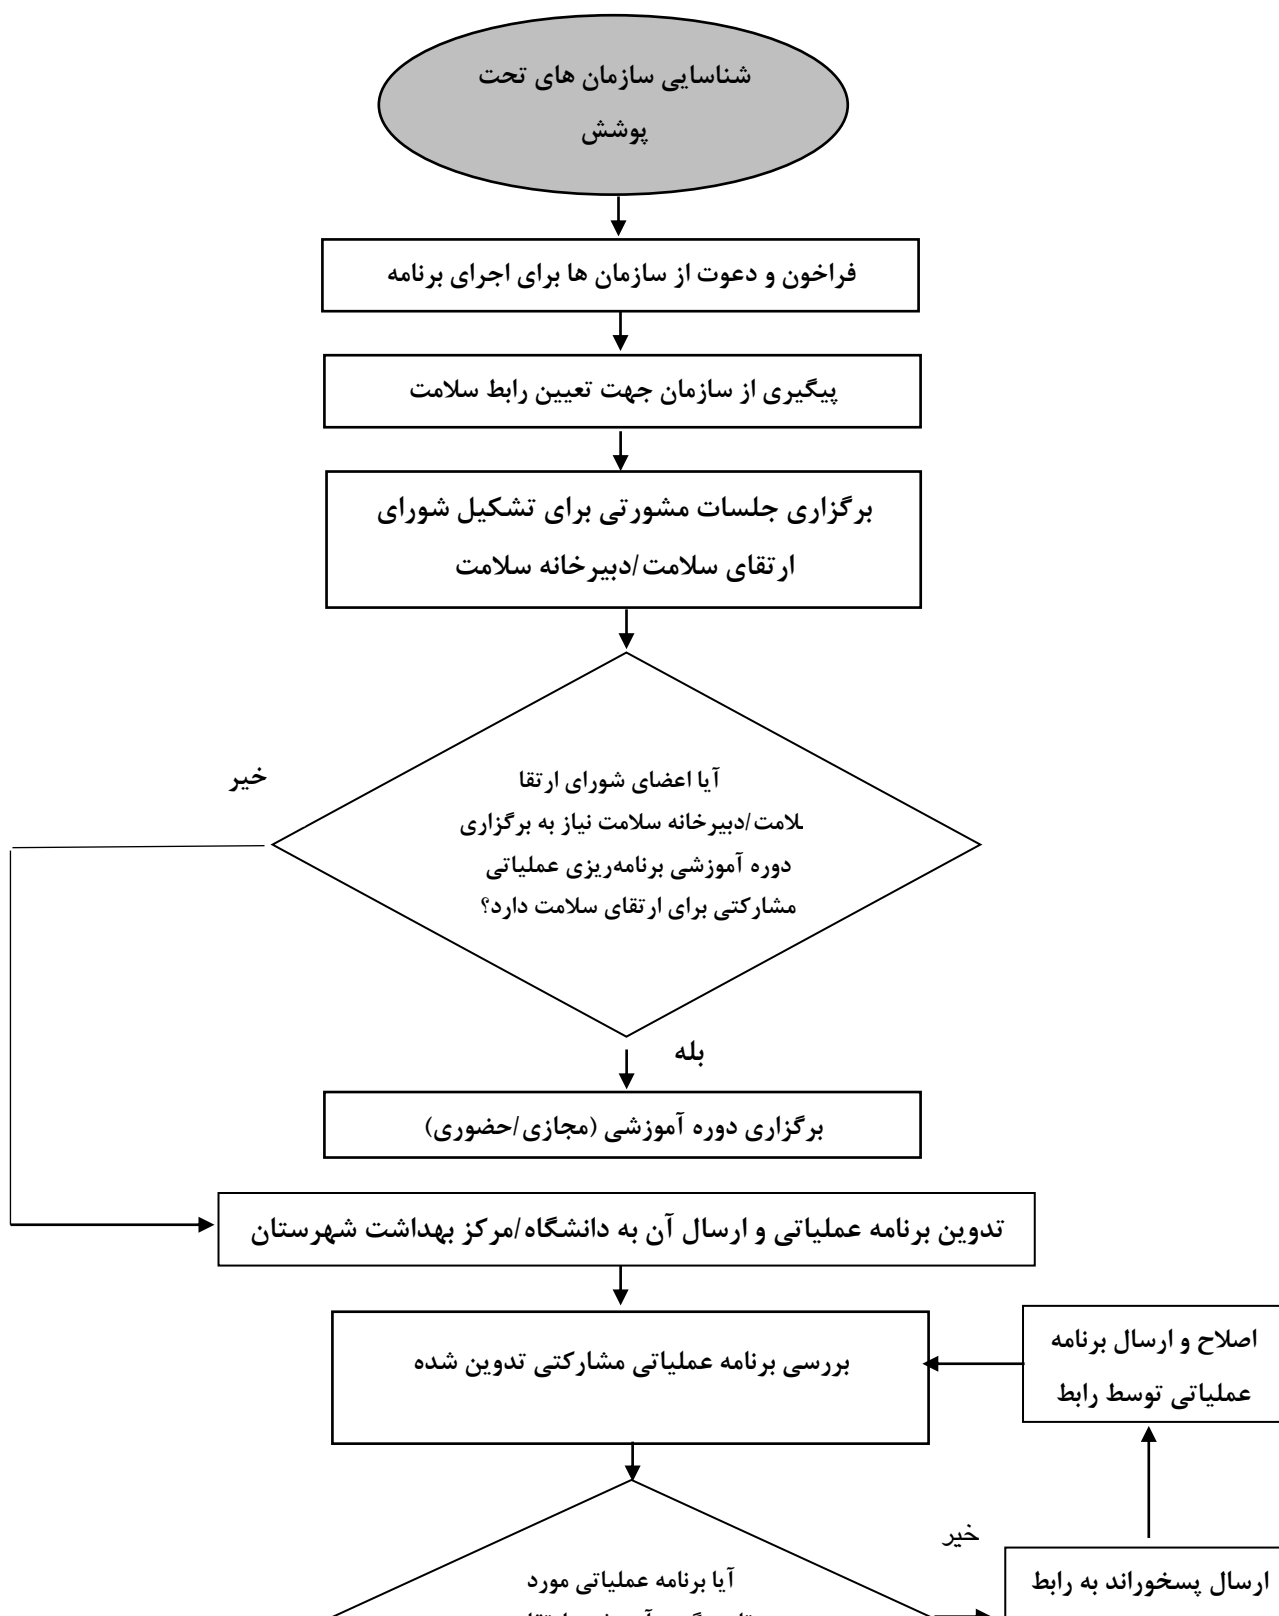 شناسایی سازمان های تحت
پوشش
فراخون و دعوت از سازمان ها برای اجرای برنامه
پیگیری از سازمان جهت تعیین رابط سلامت
برگزاری جلسات مشورتی برای تشکیل شورای
ارتقای سلامت/دبیرخانه سلامت
خیر
آیا اعضای شورای ارتقا
سلامت/دبیرخانه سلامت نیاز به برگزاری
دوره آموزشی برنامه‌ریزی عملیاتی
مشارکتی برای ارتقای سلامت دارد؟
بله
برگزاری دوره آموزشی (مجازی/حضوری)
تدوین برنامه عملیاتی و ارسال آن به دانشگاه/مرکز بهداشت شهرستان
بررسی برنامه عملیاتی مشارکتی تدوین شده
اصلاح و ارسال برنامه
عملیاتی توسط رابط
خیر
ارسال پسخوراند به رابط
آیا برنامه عملیاتی مورد